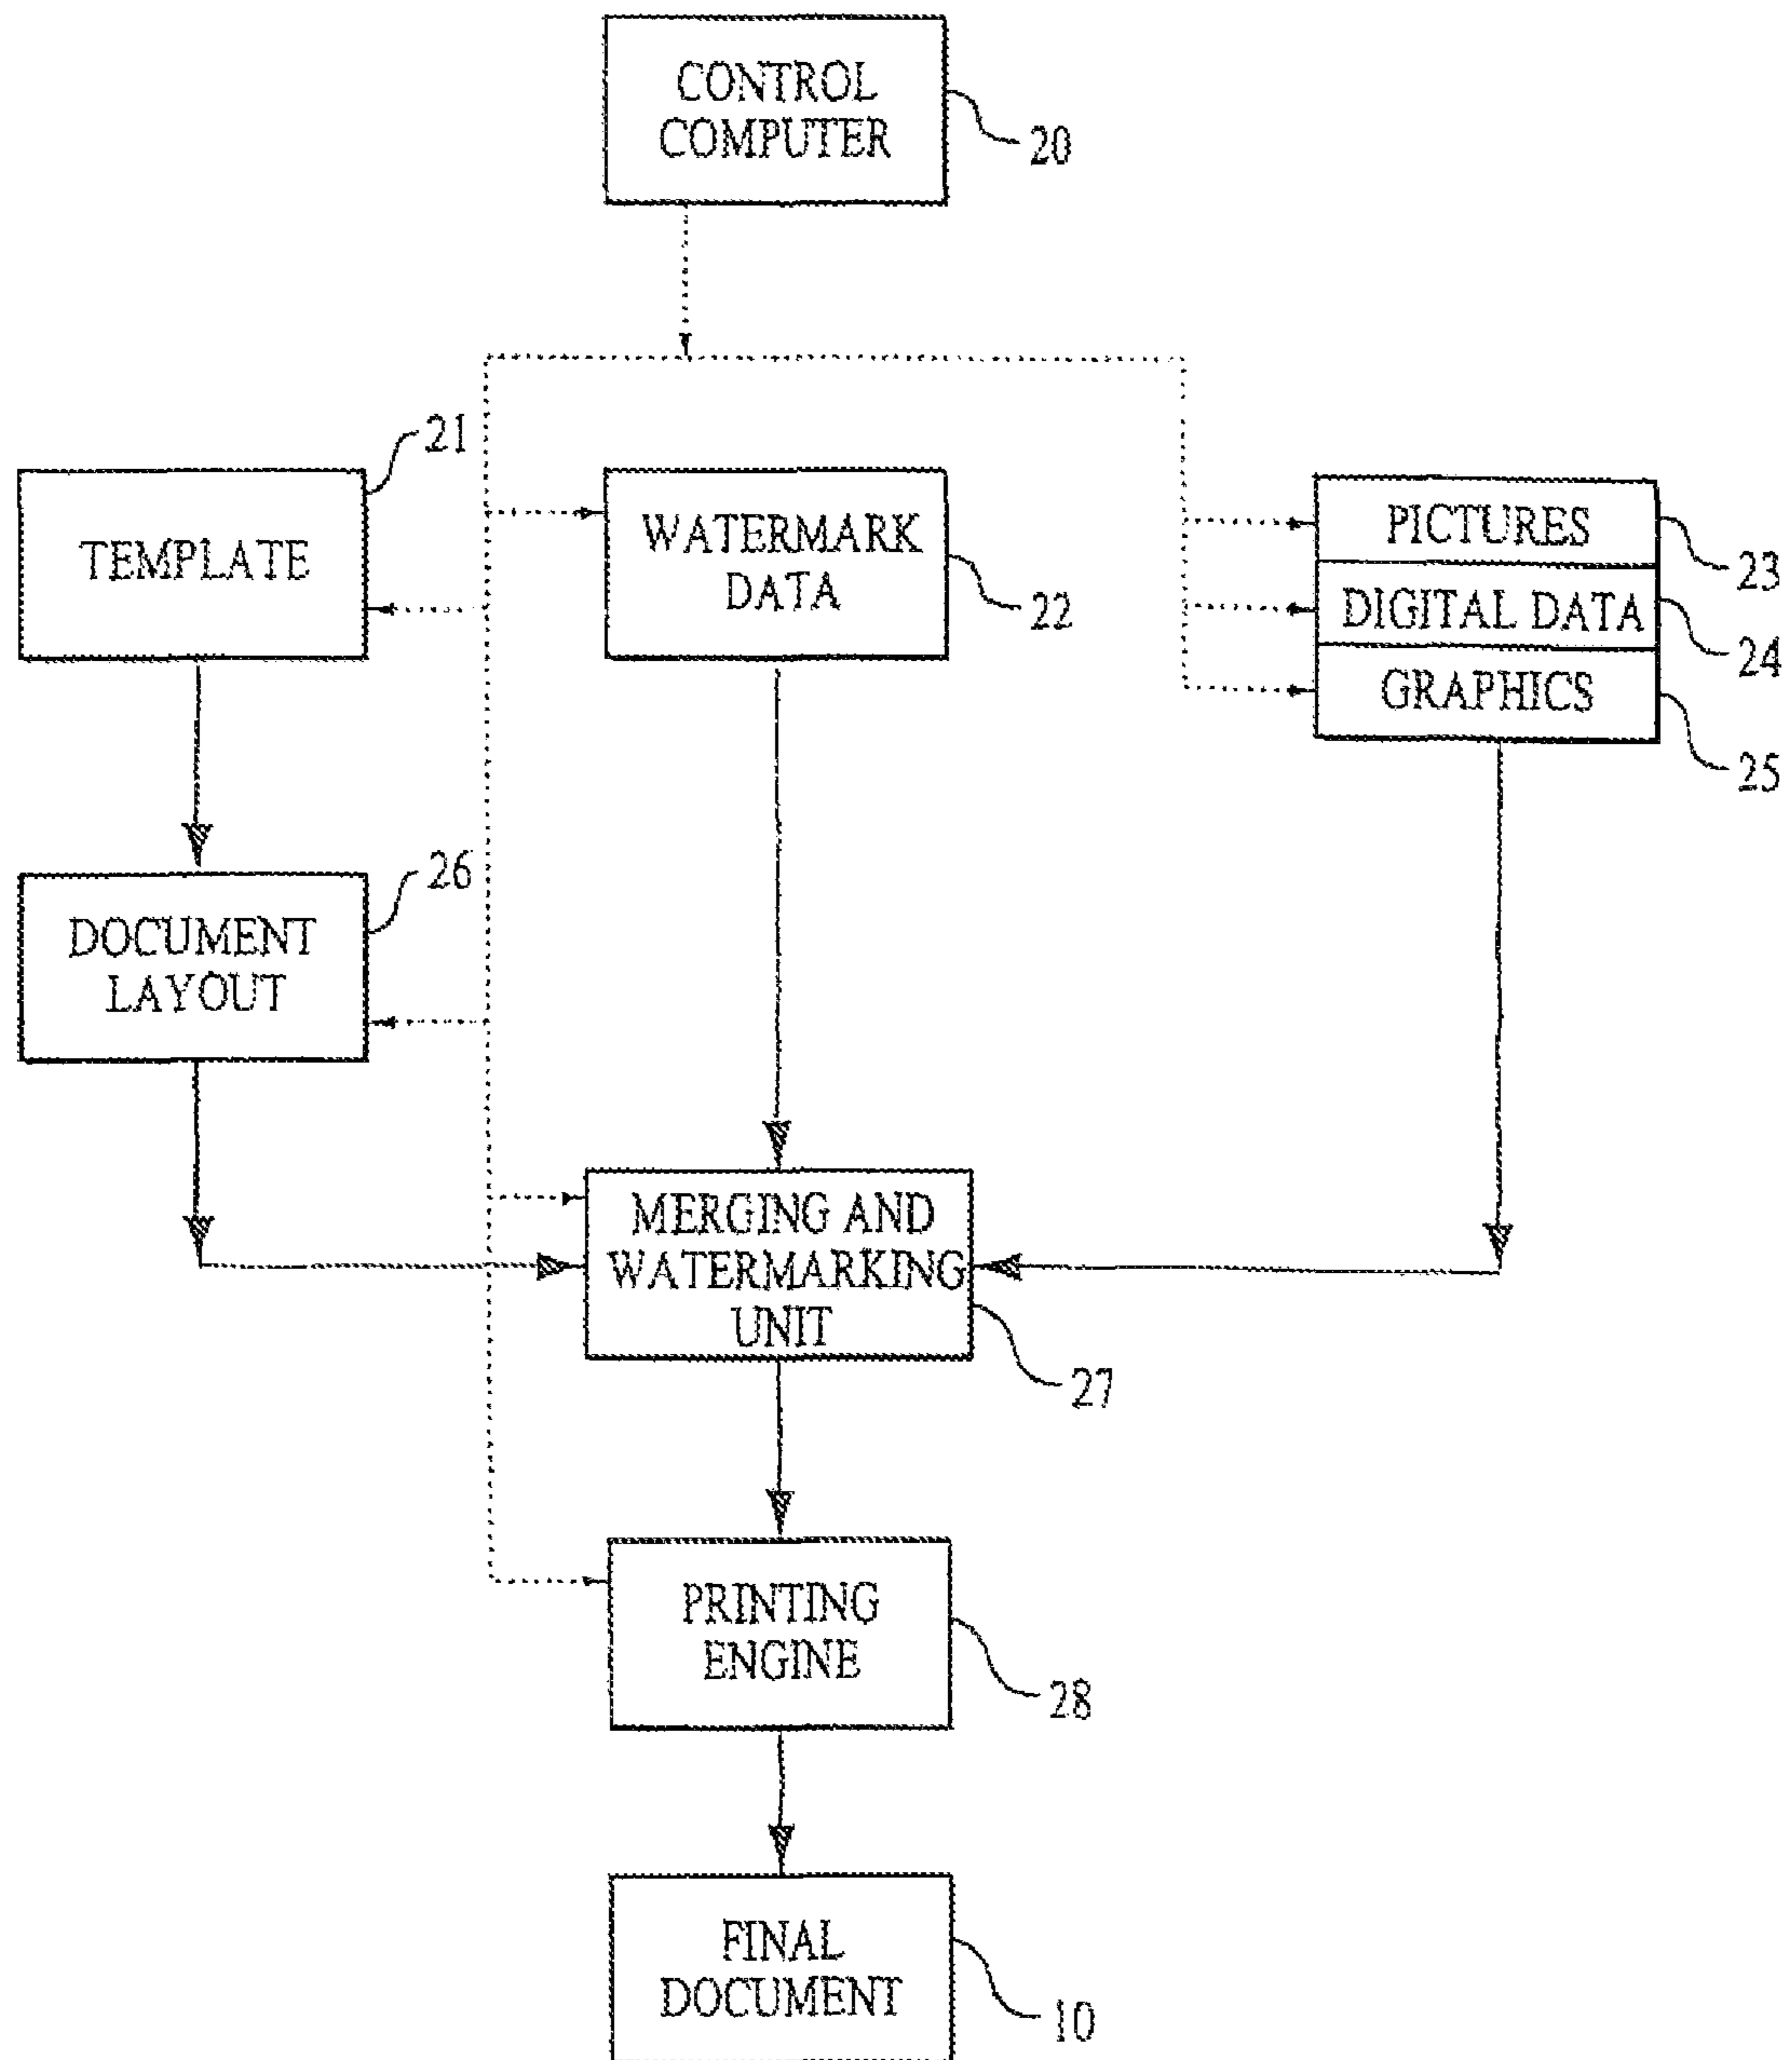 CONTROL
COMPUTER
20
21
TEMPLATE
WATERMARK
DATA
22
PICTURES
23
DIGITAL DATA
24
GRAPHICS
25
26
DOCUMENT
LAYOUT
MERGING AND
WATERMARKING
UNIT
27
PRINTING
ENGINE
28
FINAL
DOCUMENT
10